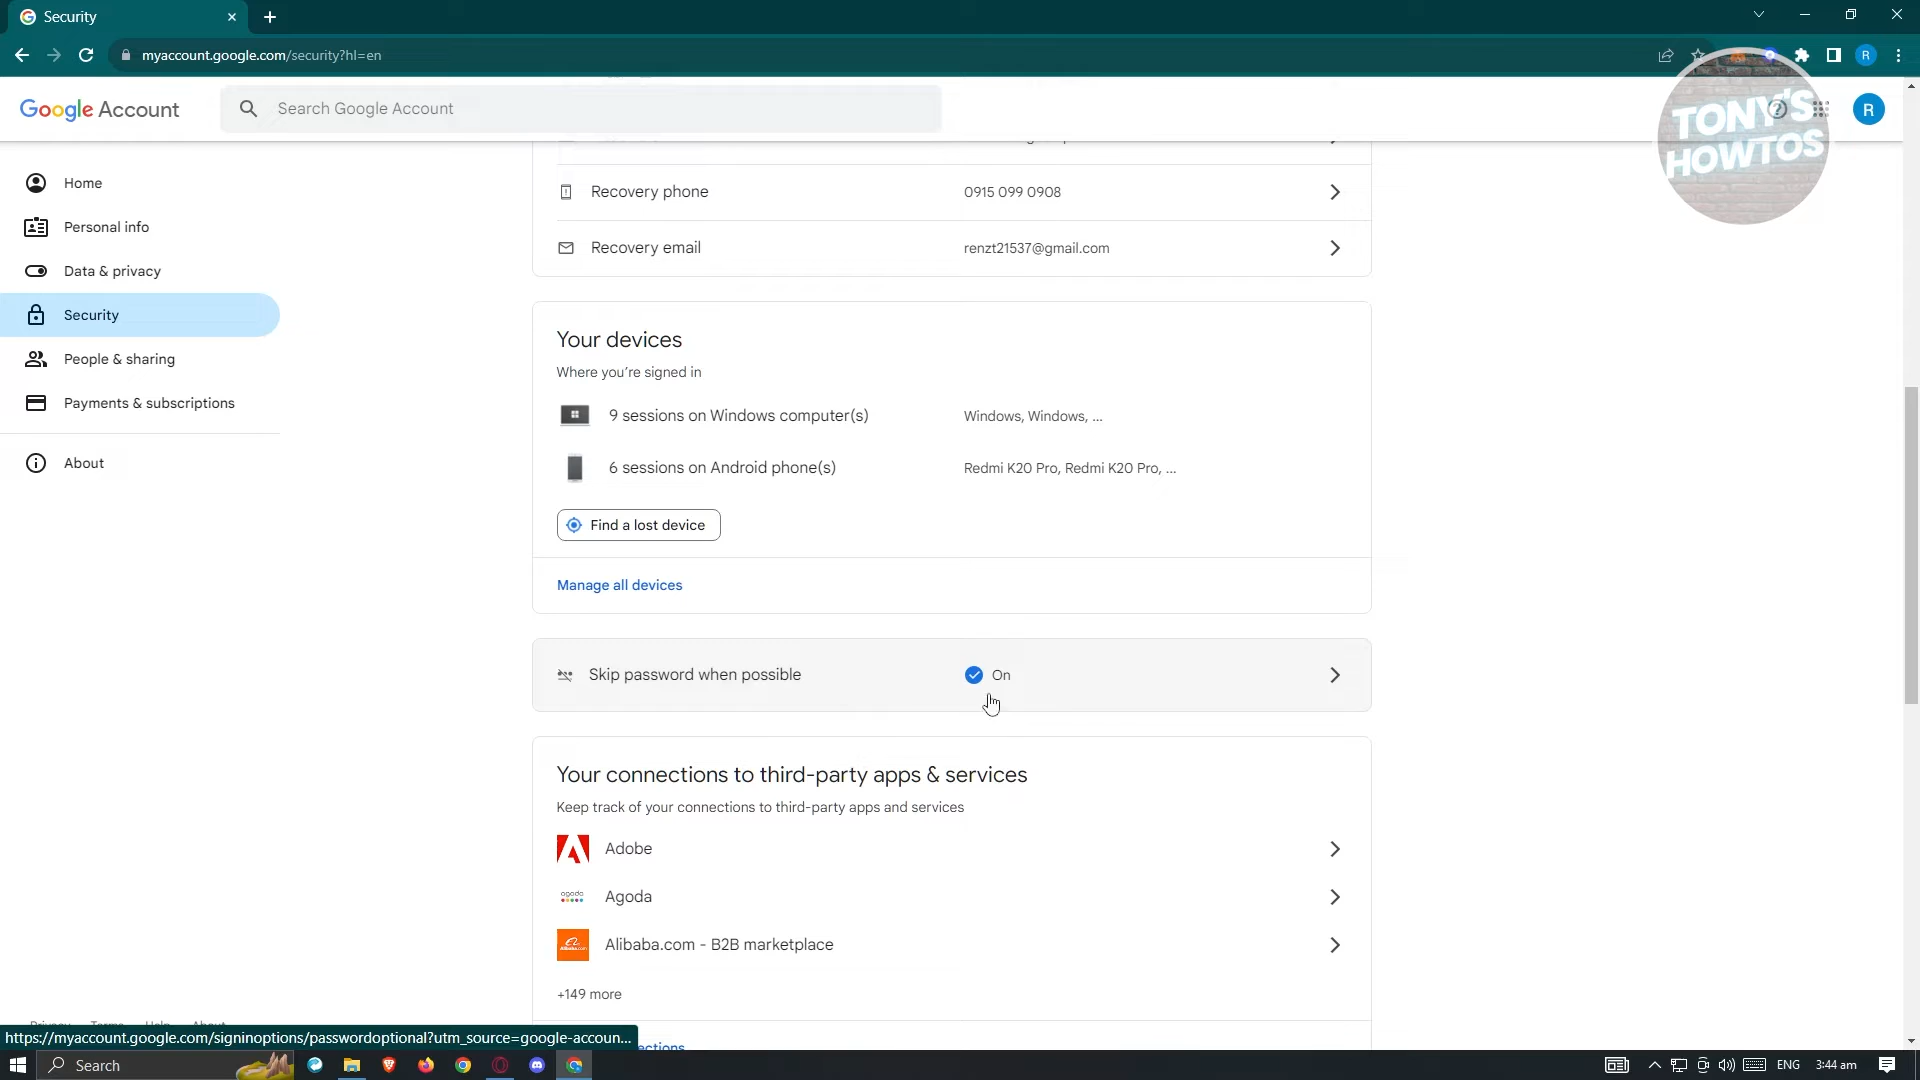 Security
myaccount.google.com/security?hl=en
R
Google Account
Search Google Account
TONY'S
HOWTOS
R
Home
Personal info
Data & privacy
Security
People & sharing
Payments & subscriptions
About
Recovery phone 0915 099 0908
Recovery email renzt21537@gmail.com
Your devices
Where you're signed in
9 sessions on Windows computer(s) Windows, Windows, ...
6 sessions on Android phone(s) Redmi K20 Pro, Redmi K20 Pro, ...
Find a lost device
Manage all devices
Skip password when possible On
Your connections to third-party apps & services
Keep track of your connections to third-party apps and services
Adobe
agoda
Agoda
Alibaba.com
Alibaba.com - B2B marketplace
+149 more
https://myaccount.google.com/signinoptions/passwordoptional?utm_source=google-accoun...
Search
ENG
3:44 am